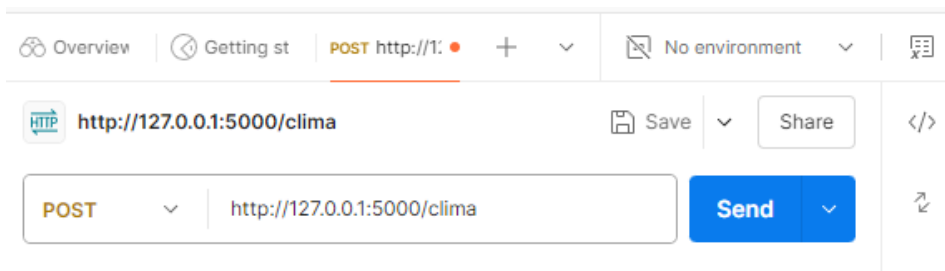 Overview Getting st POST http://1: + No environment
HTTP http://127.0.0.1:5000/clima Save Share </>
POST http://127.0.0.1:5000/clima Send